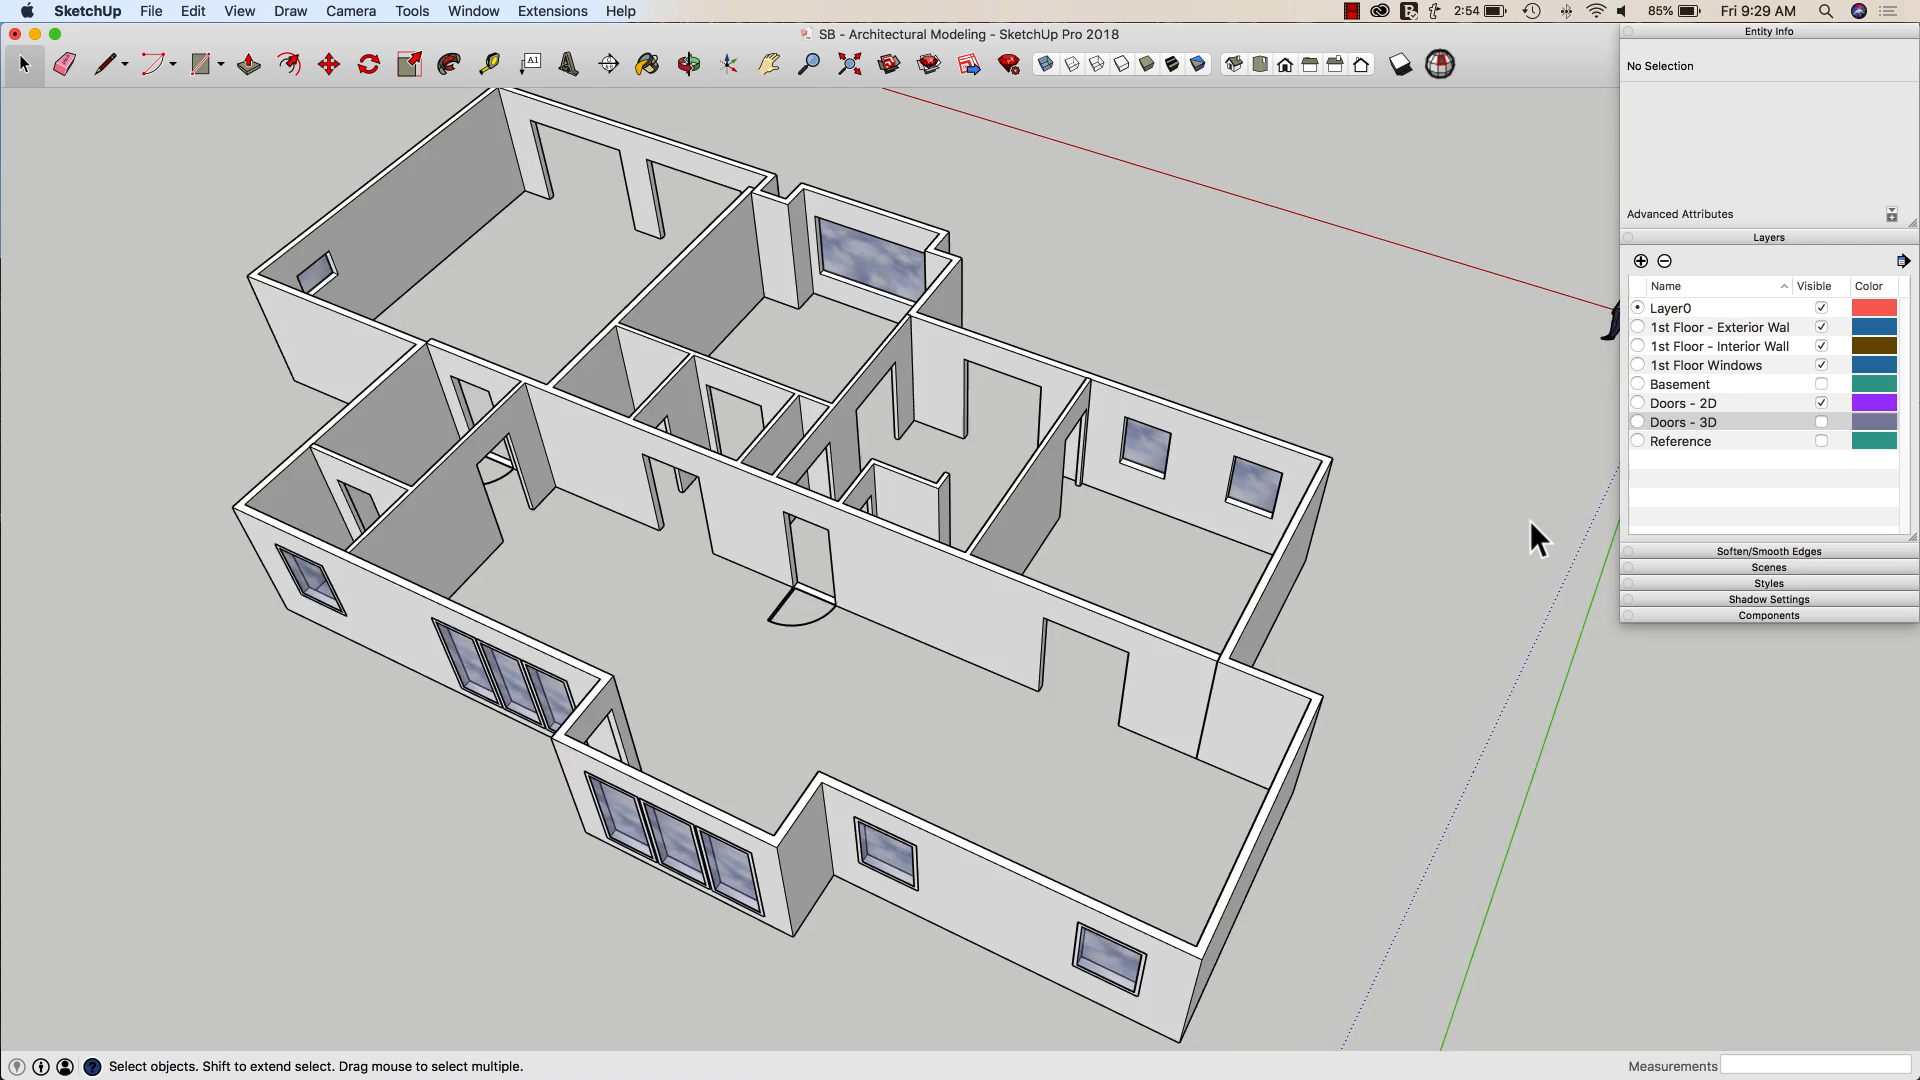 SketchUp File Edit View Draw Camera Tools Window Extensions Help 2:54 85% Fri 9:29 AM
SB - Architectural Modeling - SketchUp Pro 2018
A1
Entity Info
No Selection
Advanced Attributes
Layers
Name Visible Color
Layer0
1st Floor - Exterior Wal
1st Floor - Interior Wall
1st Floor Windows
Basement
Doors - 2D
Doors - 3D
Reference
Soften/Smooth Edges
Scenes
Styles
Shadow Settings
Components
Select objects. Shift to extend select. Drag mouse to select multiple.
Measurements